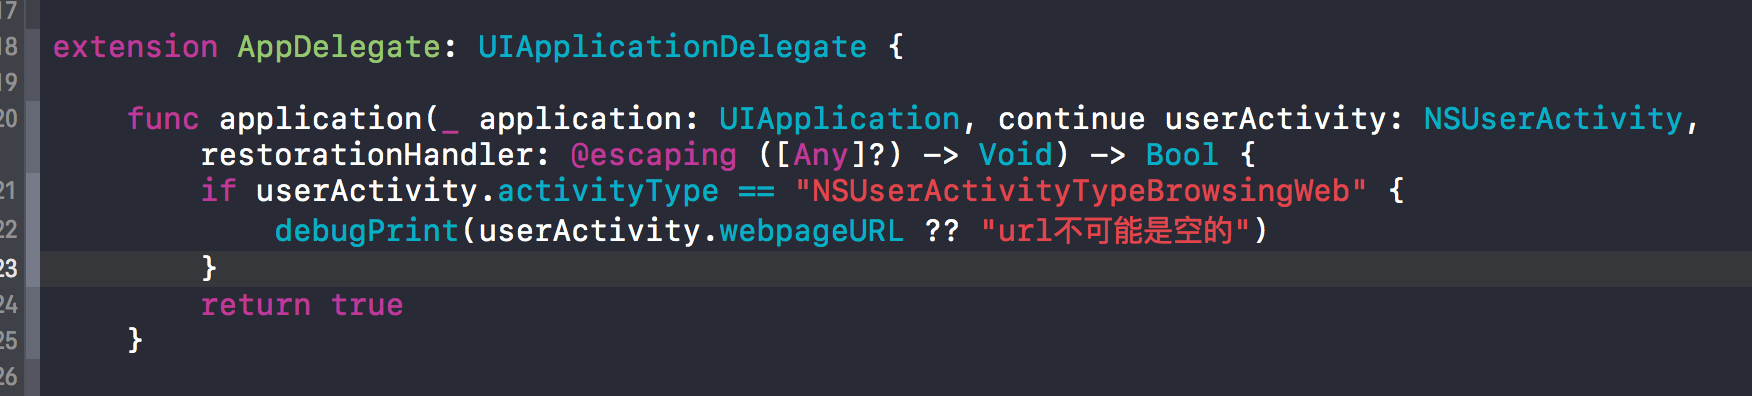 17
18 extension AppDelegate: UIApplicationDelegate {
19
20 func application(_ application: UIApplication, continue userActivity: NSUserActivity,
restorationHandler: @escaping ([Any]?) -> Void) -> Bool {
21 if userActivity.activityType == "NSUserActivityTypeBrowsingWeb" {
22 debugPrint(userActivity.webpageURL ?? "url不可能是空的")
23 }
24 return true
25 }
26